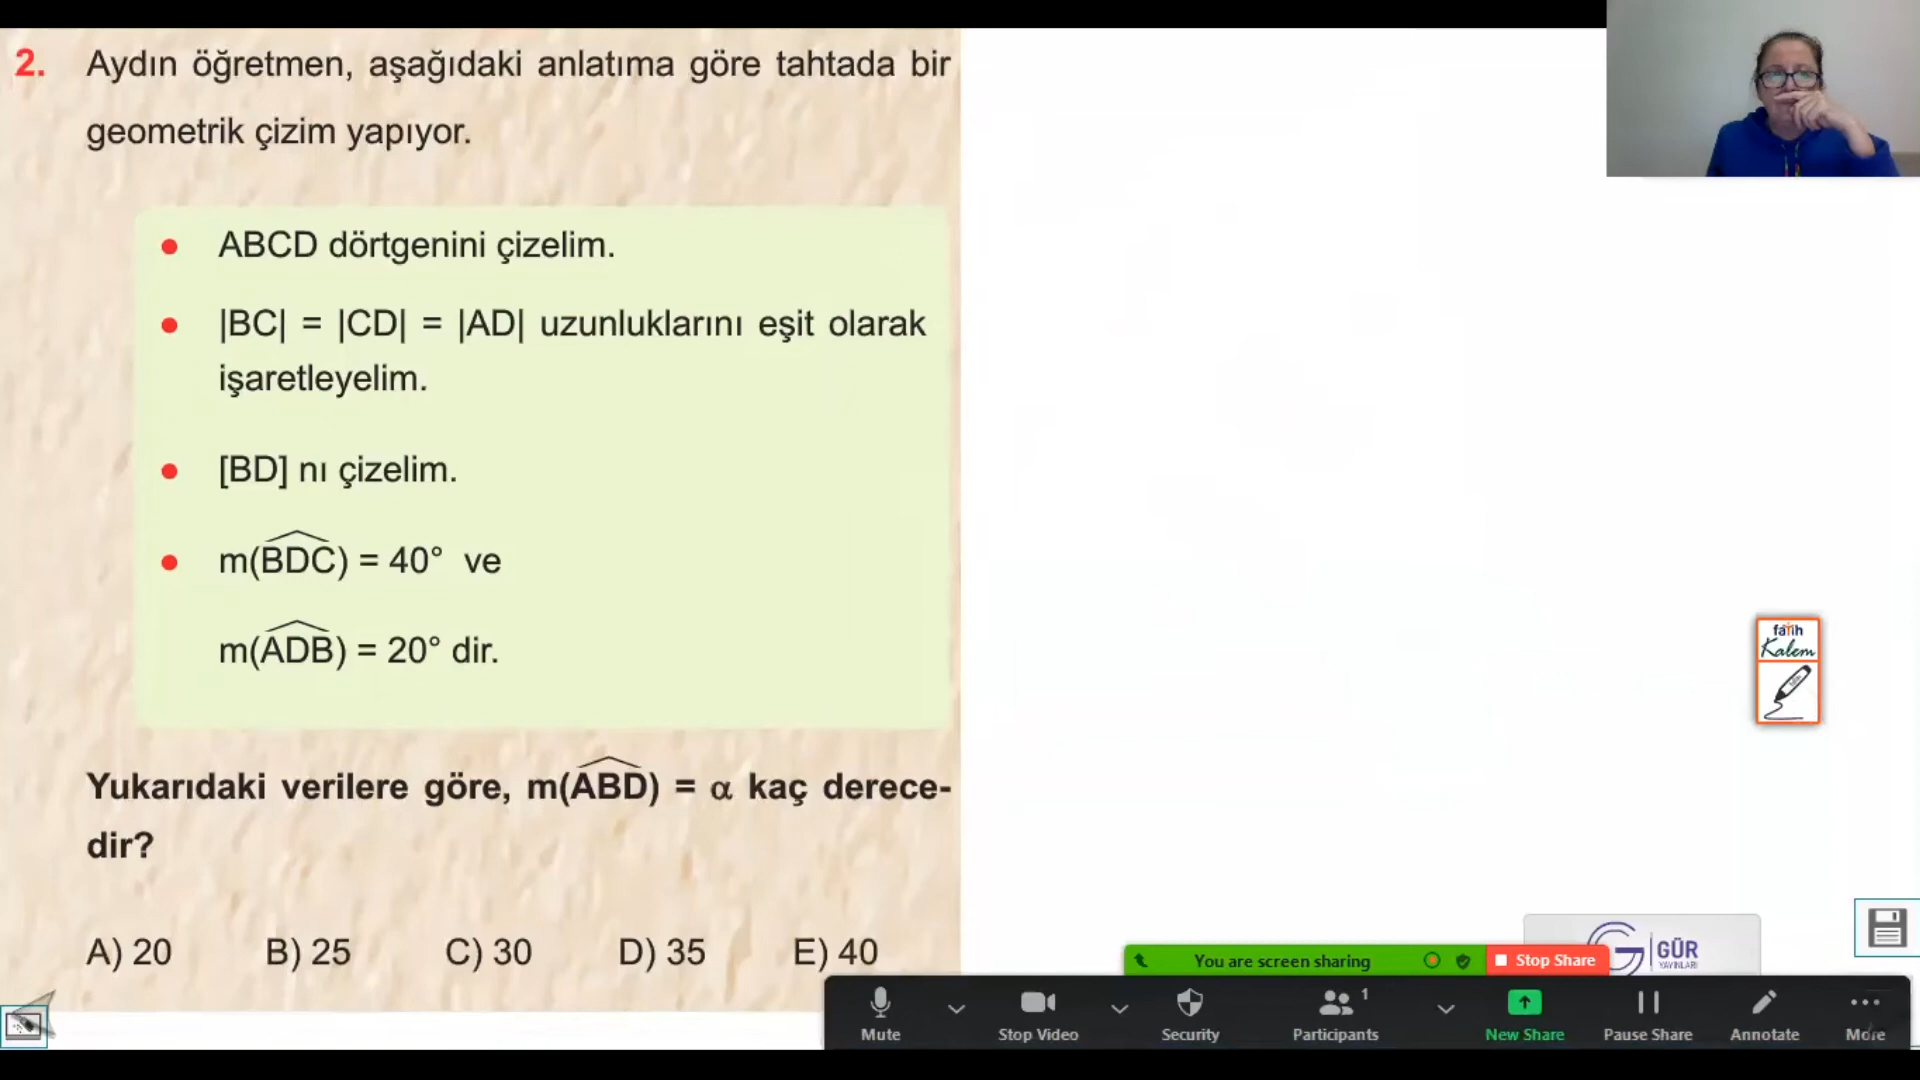 2. Aydın öğretmen, aşağıdaki anlatıma göre tahtada bir
geometrik çizim yapıyor.
• ABCD dörtgenini çizelim.
• |BC| = |CD| = |AD| uzunluklarını eşit olarak
işaretleyelim.
• [BD] nı çizelim.
• m(BDC) = 40° ve
m(ADB) = 20° dir.
Yukarıdaki verilere göre, m(ABD) = α kaç derece-
dir?
A) 20 B) 25 C) 30 D) 35 E) 40
fatih
Kalem
GÜR
YAYINLARI
You are screen sharing Stop Share
1
Mute Stop Video Security Participants New Share Pause Share Annotate More